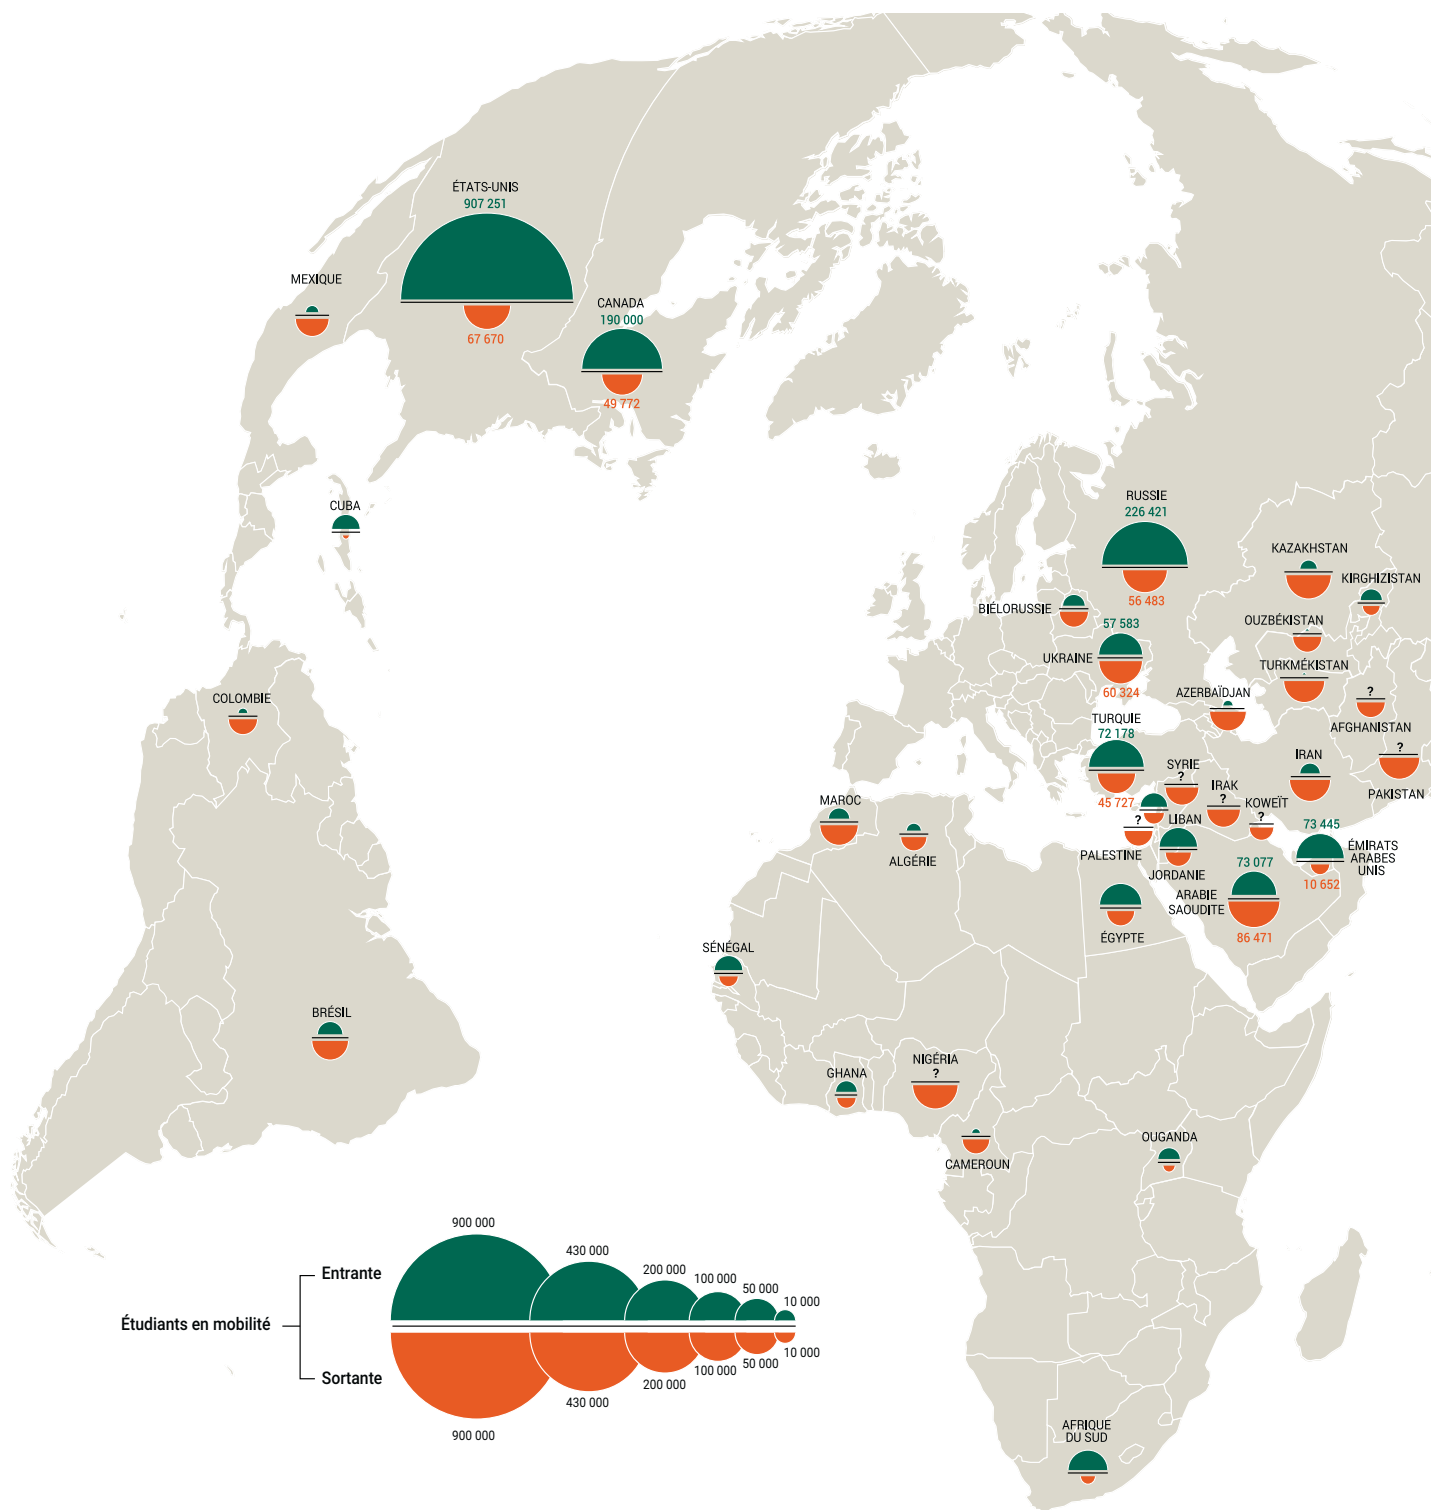 ÉTATS-UNIS
907 251
67 670
MEXIQUE
CANADA
190 000
49 772
CUBA
RUSSIE
226 421
56 483
KAZAKHSTAN
KIRGHIZISTAN
BIÉLORUSSIE
57 583
UKRAINE
60 324
OUZBÉKISTAN
TURKMÉKISTAN
COLOMBIE
AZERBAÏDJAN
?
AFGHANISTAN
TURQUIE
72 178
45 727
SYRIE
?
IRAK
?
KOWEÏT
?
IRAN
?
PAKISTAN
MAROC
ALGÉRIE
LIBAN
?
PALESTINE
JORDANIE
73 445
ÉMIRATS
ARABES
UNIS
10 652
73 077
ARABIE
SAOUDITE
86 471
ÉGYPTE
SÉNÉGAL
BRÉSIL
GHANA
NIGÉRIA
?
CAMEROUN
OUGANDA
AFRIQUE
DU SUD
Étudiants en mobilité
Entrante
900 000
430 000
200 000
100 000
50 000
10 000
Sortante
900 000
430 000
200 000
100 000
50 000
10 000